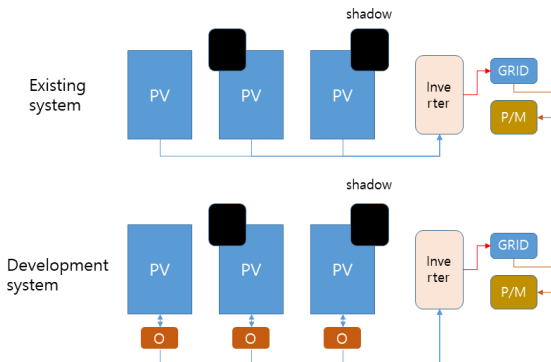 shadow
Existing
system
PV
PV
PV
Inve
rter
GRID
P/M
shadow
Development
system
PV
PV
PV
Inve
rter
GRID
P/M
O
O
O